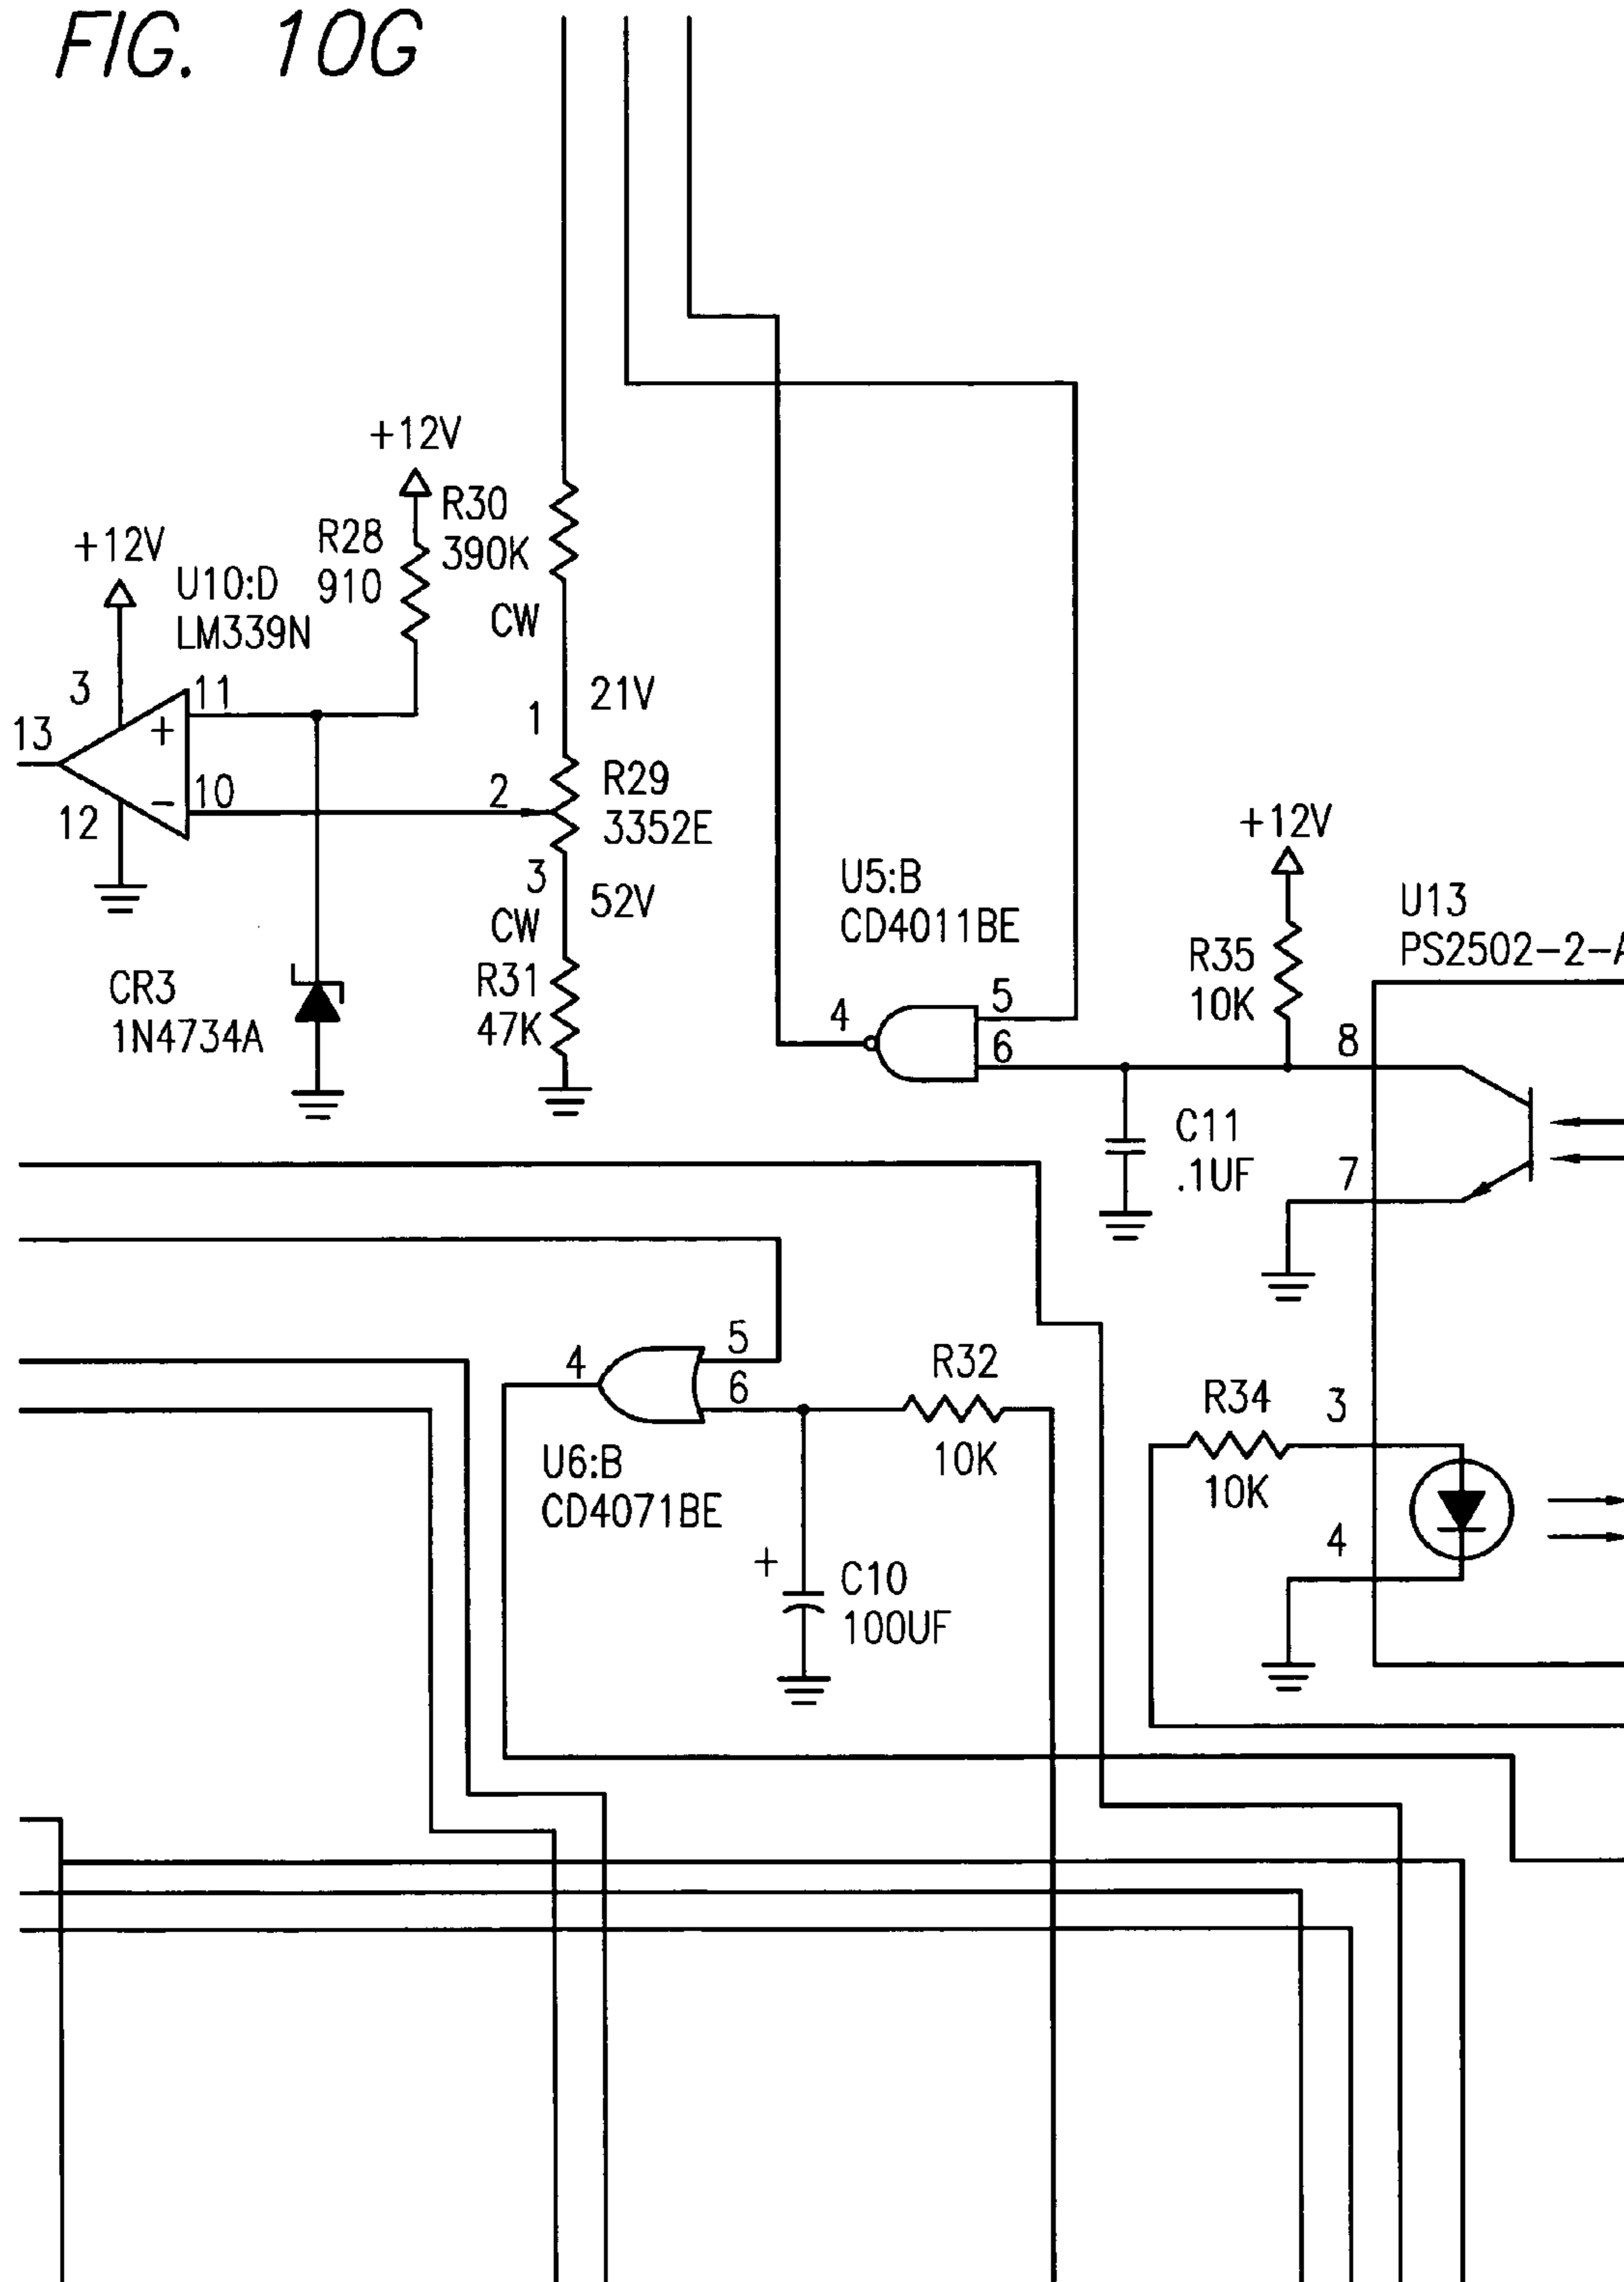 FIG. 10G
+12V
R30
390K
R28
910
+12V
U10:D
LM339N
CW
3
11
21V
1
13
+
R29
3352E
2
10
-
12
3
52V
CW
+12V
U5:B
CD4011BE
U13
PS2502-2-A
R35
10K
CR3
1N4734A
R31
47K
4
5
6
8
C11
.1UF
7
4
5
6
R32
10K
R34
10K
3
U6:B
CD4071BE
4
+
C10
100UF